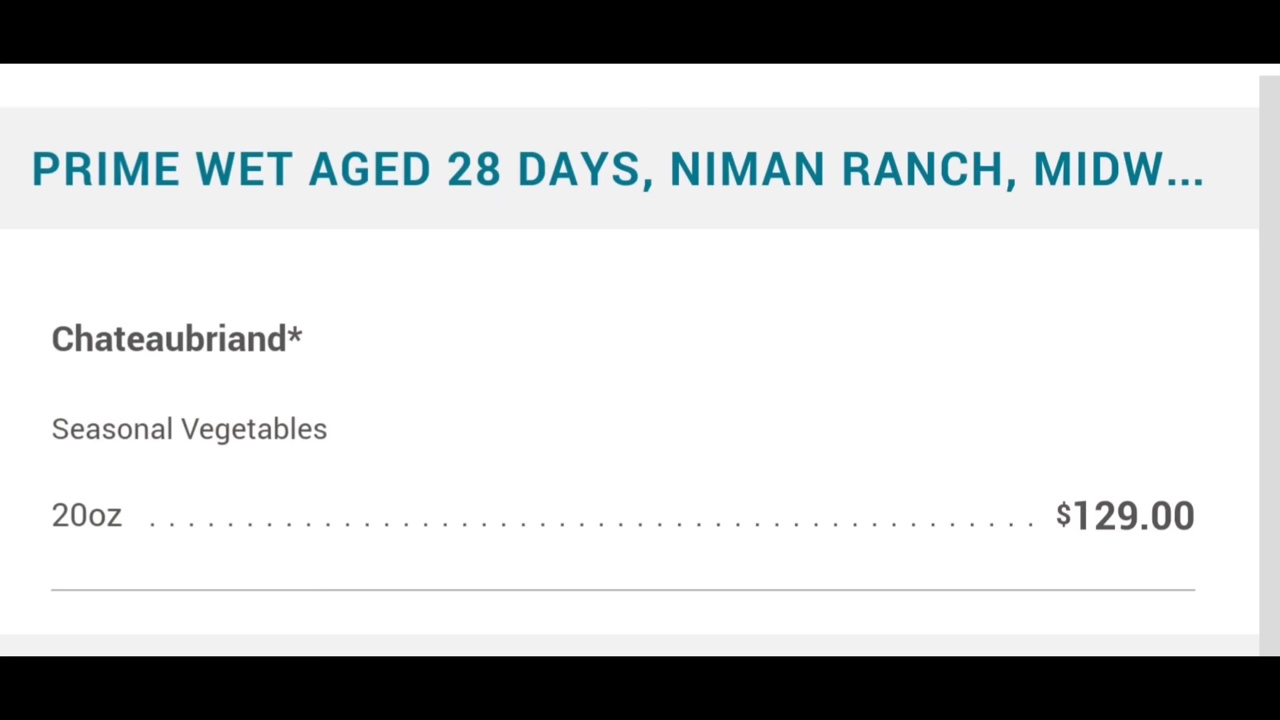 PRIME WET AGED 28 DAYS, NIMAN RANCH, MIDW...
Chateaubriand*
Seasonal Vegetables
20oz . . . . . . . . . . . . . . . . . . . . . . . . . . . . . . . . . . . . . . . . . . . . . . $129.00